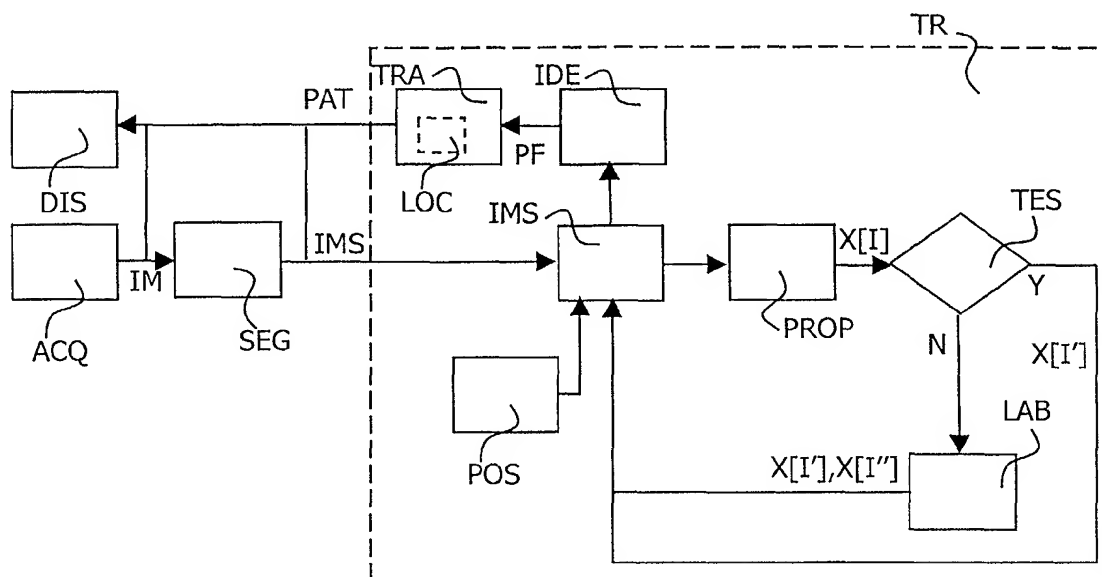 TR
TRA
IDE
PAT
PF
DIS
LOC
IMS
TES
X[I]
IM
IMS
Y
SEG
PROP
ACQ
N
X[I']
LAB
POS
X[I'],X[I"]